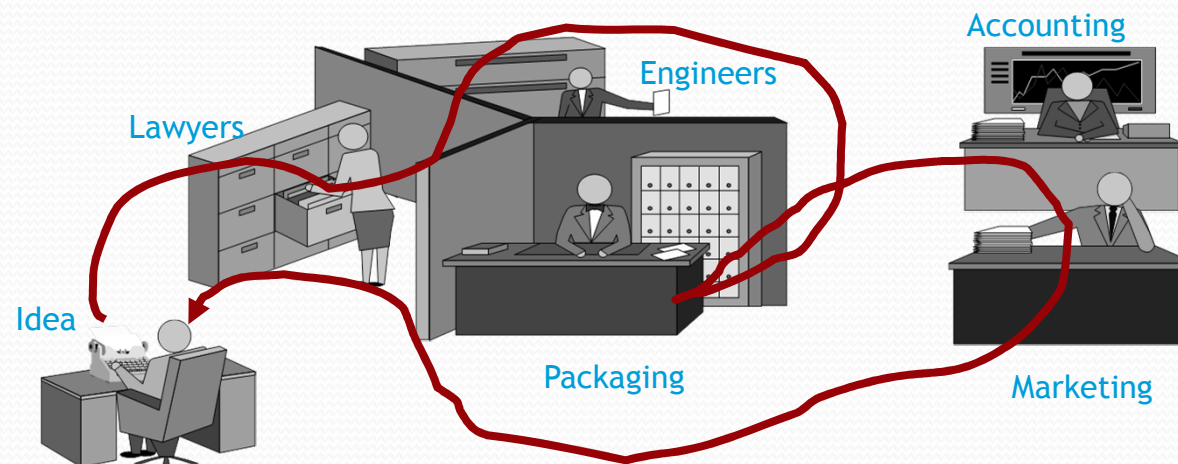 Accounting
Engineers
Lawyers
Idea
Packaging
Marketing